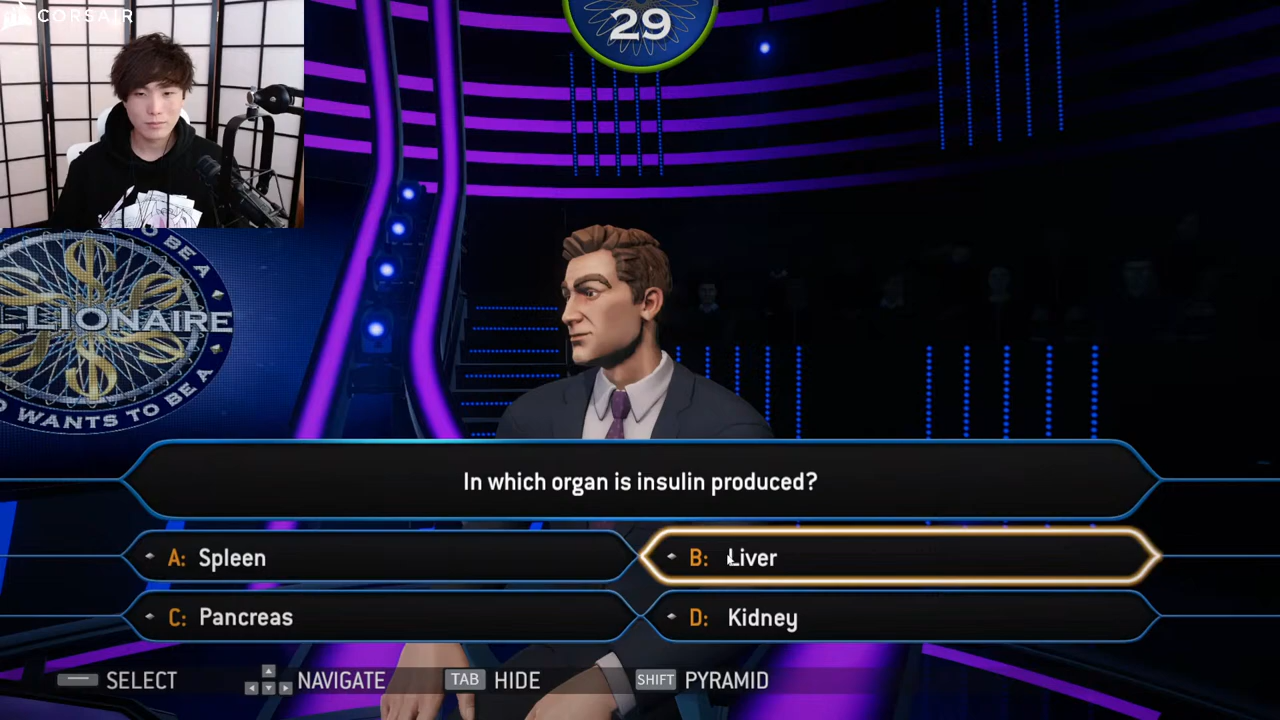 CORSAIR
29
O BE A
LLIONAIRE
O WANTS TO BE A
In which organ is insulin produced?
A: Spleen
B: Liver
C: Pancreas
D: Kidney
SELECT
NAVIGATE
TAB HIDE
SHIFT PYRAMID